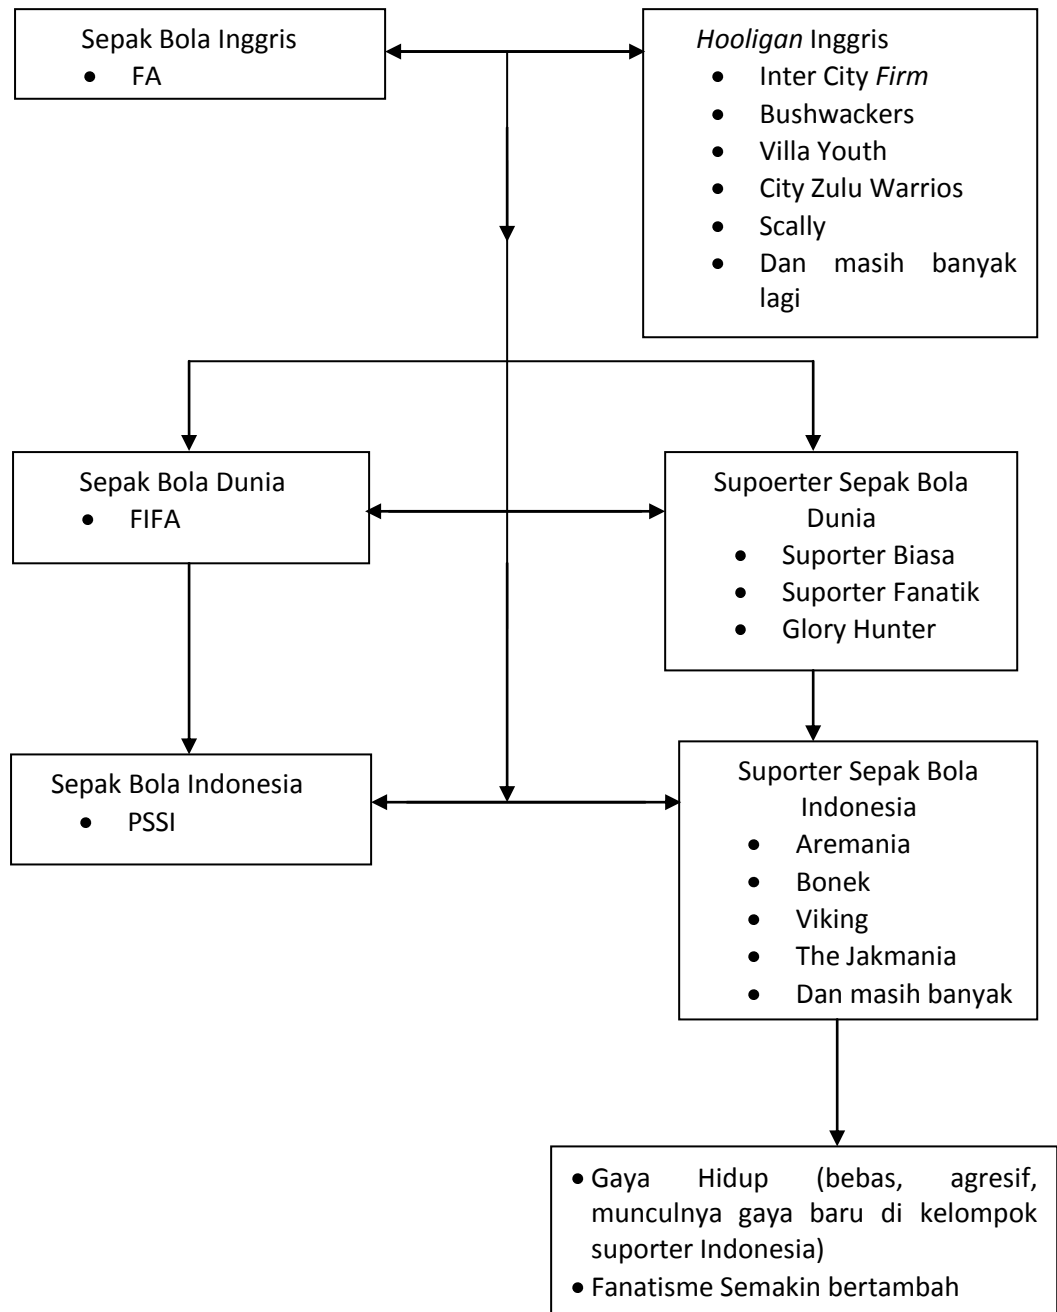 Sepak Bola Inggris
• FA
Hooligan Inggris
• Inter City Firm
• Bushwackers
• Villa Youth
• City Zulu Warrios
• Scally
• Dan masih banyak
lagi
Sepak Bola Dunia
• FIFA
Supoerter Sepak Bola
Dunia
• Suporter Biasa
• Suporter Fanatik
• Glory Hunter
Sepak Bola Indonesia
• PSSI
Suporter Sepak Bola
Indonesia
• Aremania
• Bonek
• Viking
• The Jakmania
• Dan masih banyak
• Gaya Hidup (bebas, agresif,
munculnya gaya baru di kelompok
suporter Indonesia)
• Fanatisme Semakin bertambah